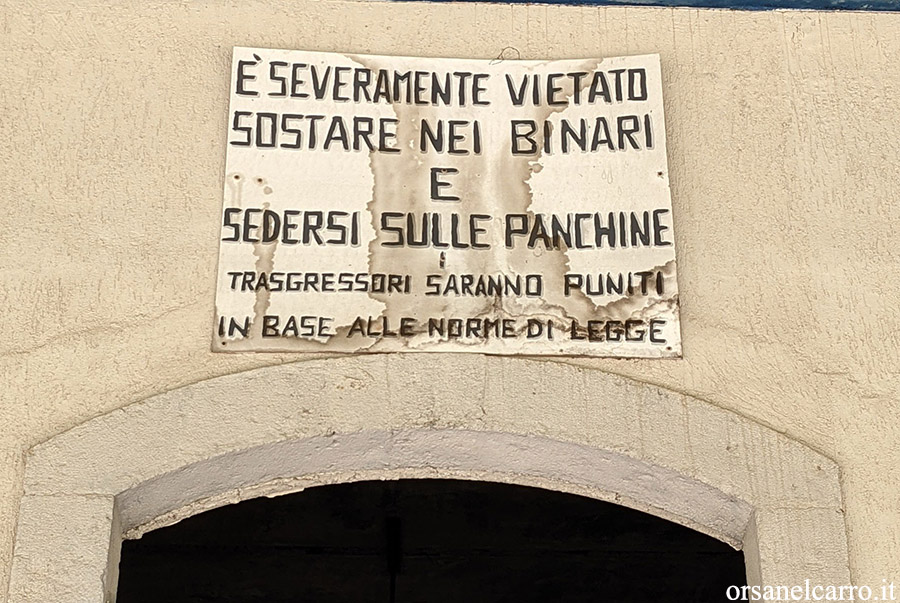 È SEVERAMENTE VIETATO
SOSTARE NEI BINARI
E
SEDERSI SULLE PANCHINE
I
TRASGRESSORI SARANNO PUNITI
IN BASE ALLE NORME DI LEGGE
orsanelcarro.it